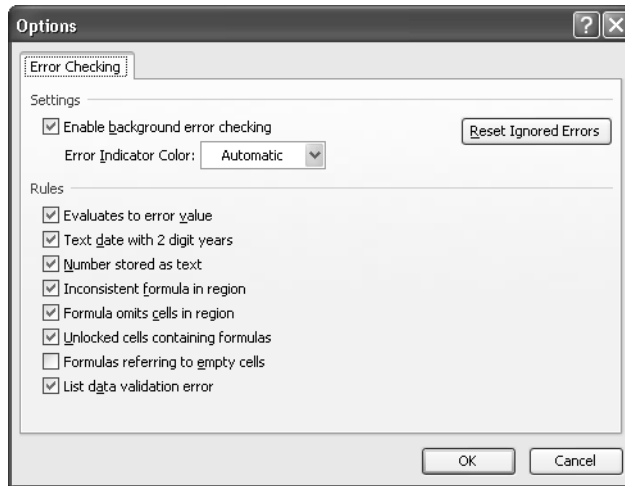 Options
Error Checking
Settings
Enable background error checking
Reset Ignored Errors
Error Indicator Color: Automatic
Rules
Evaluates to error value
Text date with 2 digit years
Number stored as text
Inconsistent formula in region
Formula omits cells in region
Unlocked cells containing formulas
Formulas referring to empty cells
List data validation error
OK Cancel